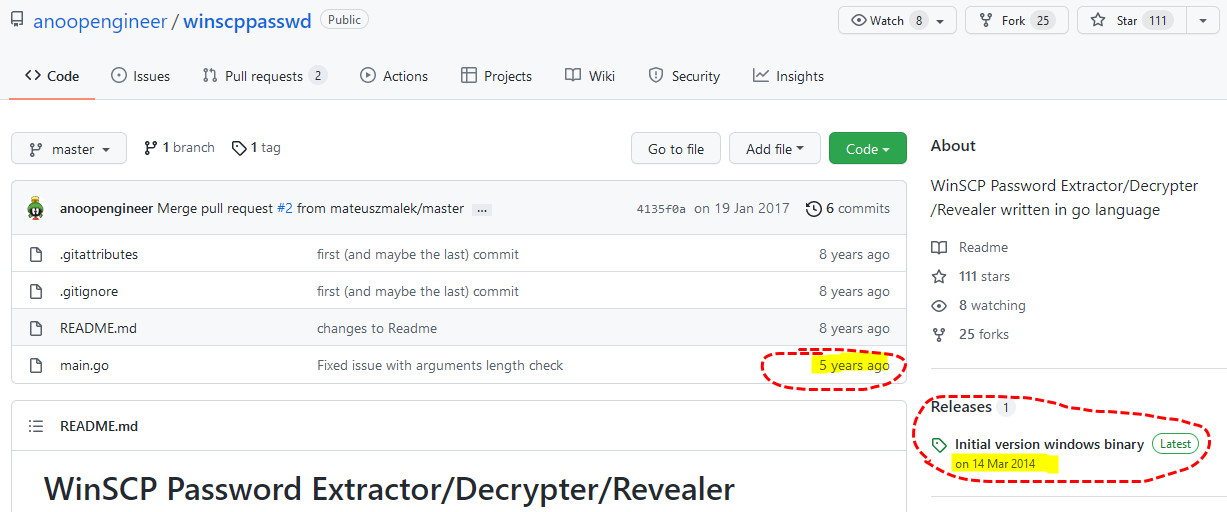 anoopengineer / winscppasswd Public
Watch 8 Fork 25 Star 111
Code Issues Pull requests 2 Actions Projects Wiki Security Insights
master 1 branch 1 tag Go to file Add file Code
anoopengineer Merge pull request #2 from mateuszmalek/master ... 4135f0a on 19 Jan 2017 6 commits
.gitattributes first (and maybe the last) commit 8 years ago
.gitignore first (and maybe the last) commit 8 years ago
README.md changes to Readme 8 years ago
main.go Fixed issue with arguments length check 5 years ago
README.md
WinSCP Password Extractor/Decrypter/Revealer
About
WinSCP Password Extractor/Decrypter
/Revealer written in go language
Readme
111 stars
8 watching
25 forks
Releases 1
Initial version windows binary Latest
on 14 Mar 2014